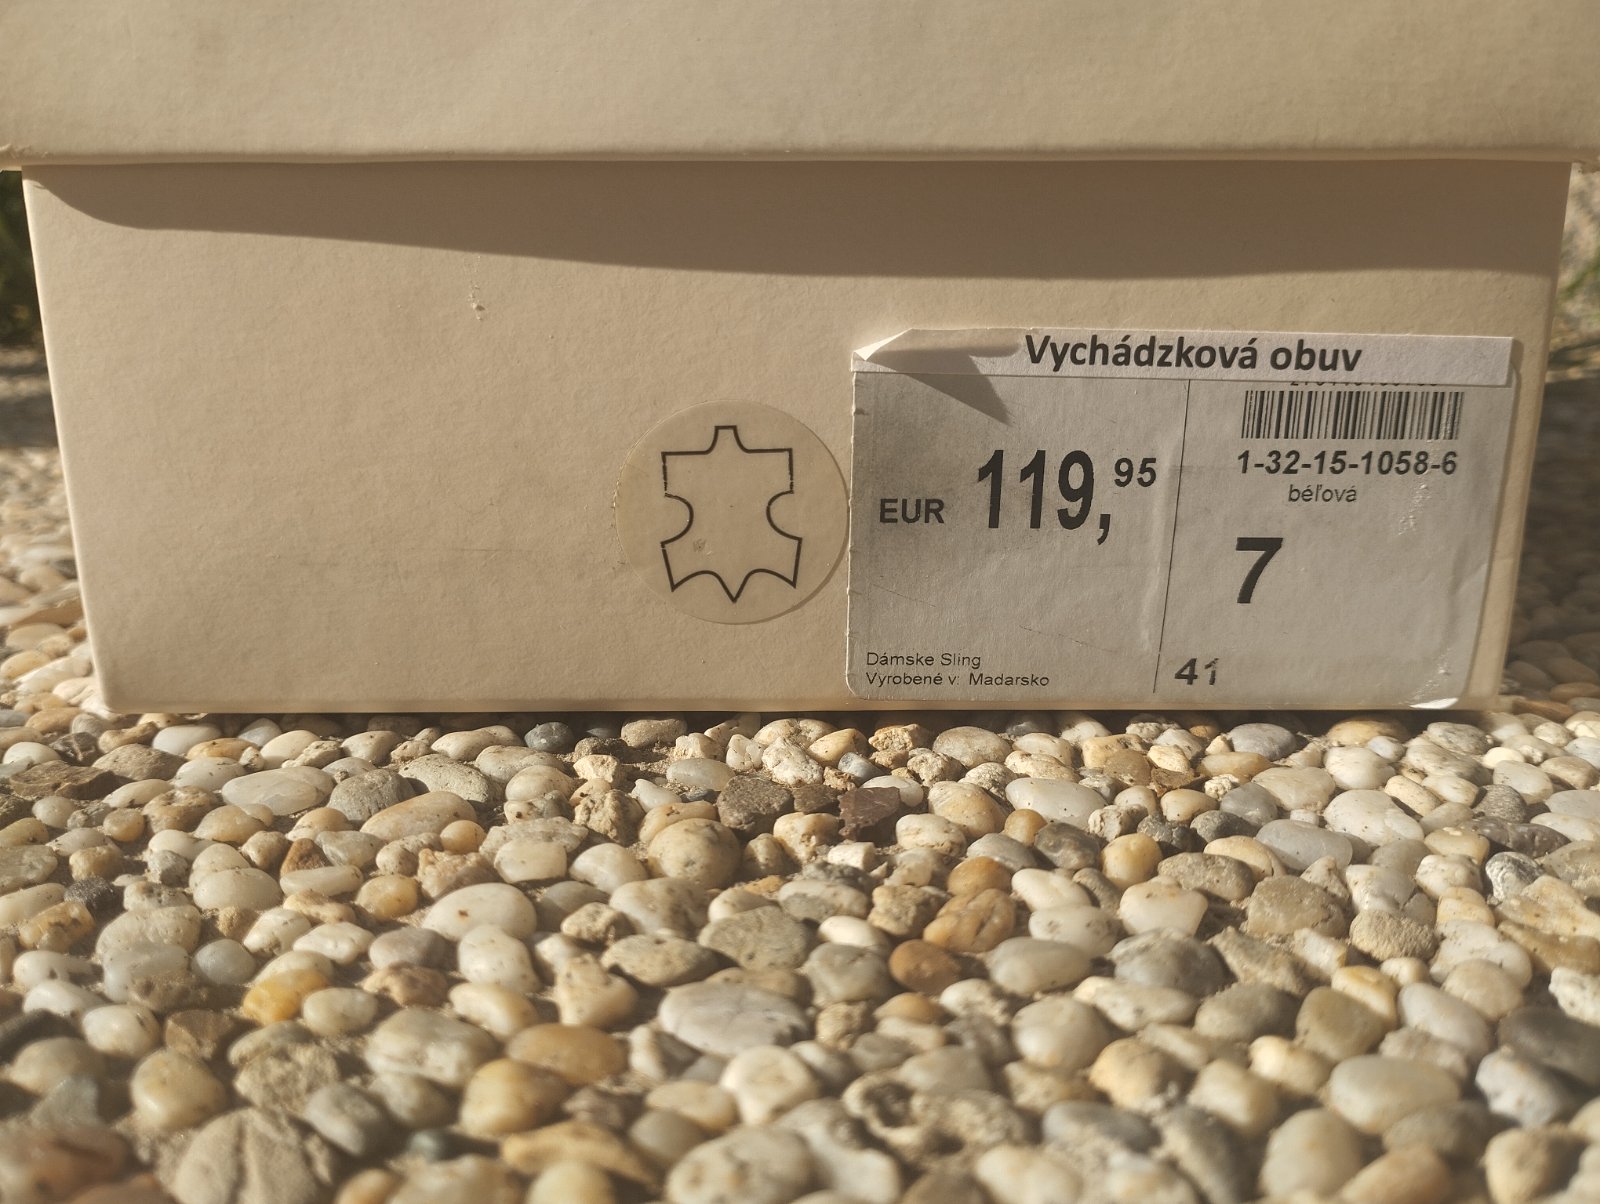 Vychádzková obuv
EUR 119,95
1-32-15-1058-6
béľová
7
41
Dámske Sling
Vyrobené v: Madarsko